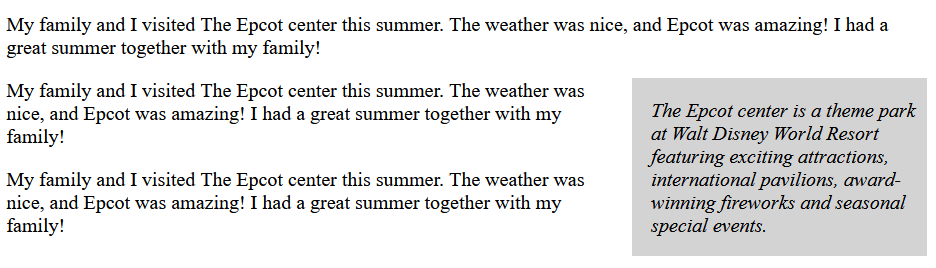 My family and I visited The Epcot center this summer. The weather was nice, and Epcot was amazing! I had a
great summer together with my family!
My family and I visited The Epcot center this summer. The weather was
nice, and Epcot was amazing! I had a great summer together with my
family!
My family and I visited The Epcot center this summer. The weather was
nice, and Epcot was amazing! I had a great summer together with my
family!
The Epcot center is a theme park
at Walt Disney World Resort
featuring exciting attractions,
international pavilions, award-
winning fireworks and seasonal
special events.